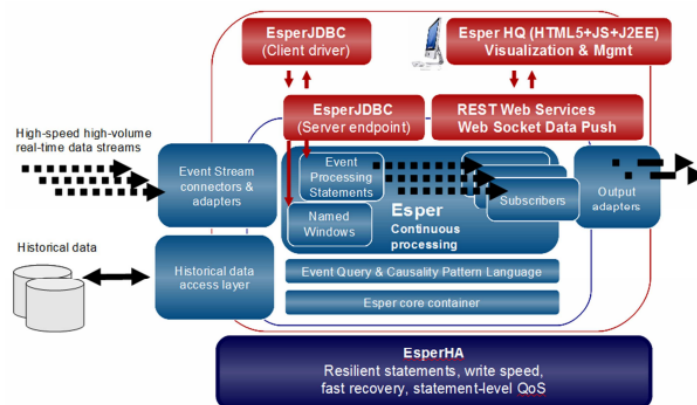 EsperJDBC
(Client driver)
Esper HQ (HTML5+JS+J2EE)
Visualization & Mgmt
EsperJDBC
(Server endpoint)
REST Web Services
Web Socket Data Push
High-speed high-volume
real-time data streams
Event Stream
connectors &
adapters
Event
Processing
Statements
Named
Windows
Esper
Continuous
processing
Subscribers
Output
adapters
Historical data
Historical data
access layer
Event Query & Causality Pattern Language
Esper core container
EsperHA
Resilient statements, write speed,
fast recovery, statement-level QoS